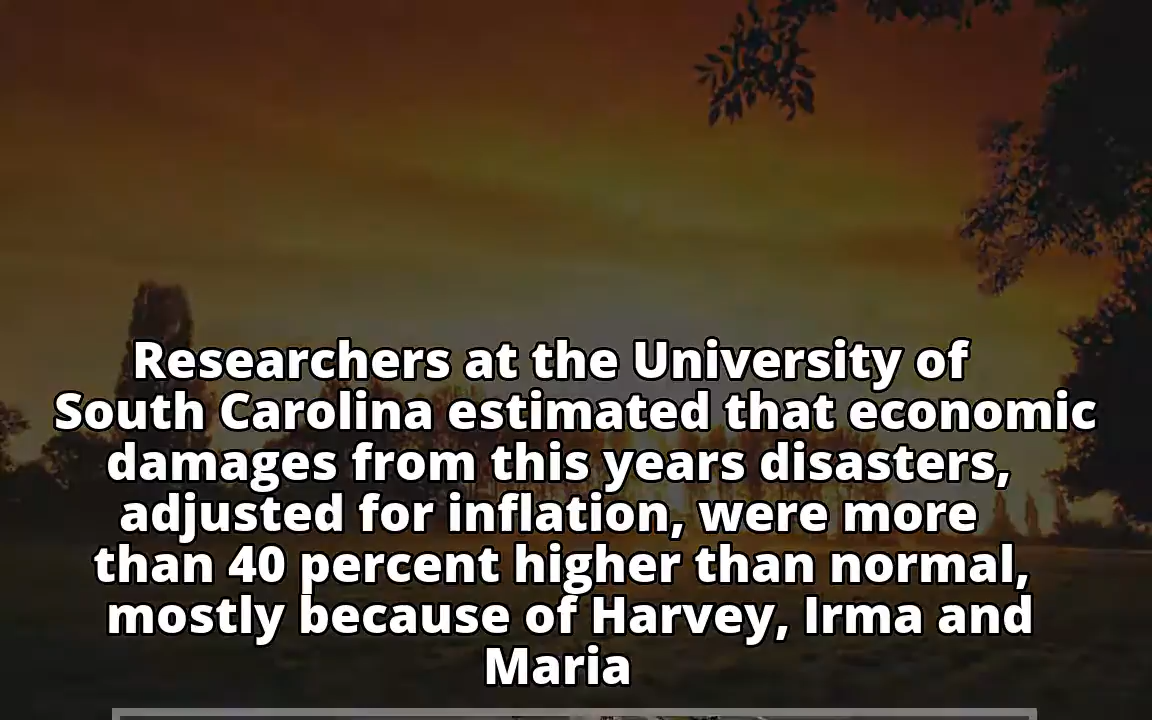 Researchers at the University of
South Carolina estimated that economic
damages from this years disasters,
adjusted for inflation, were more
than 40 percent higher than normal,
mostly because of Harvey, Irma and
Maria